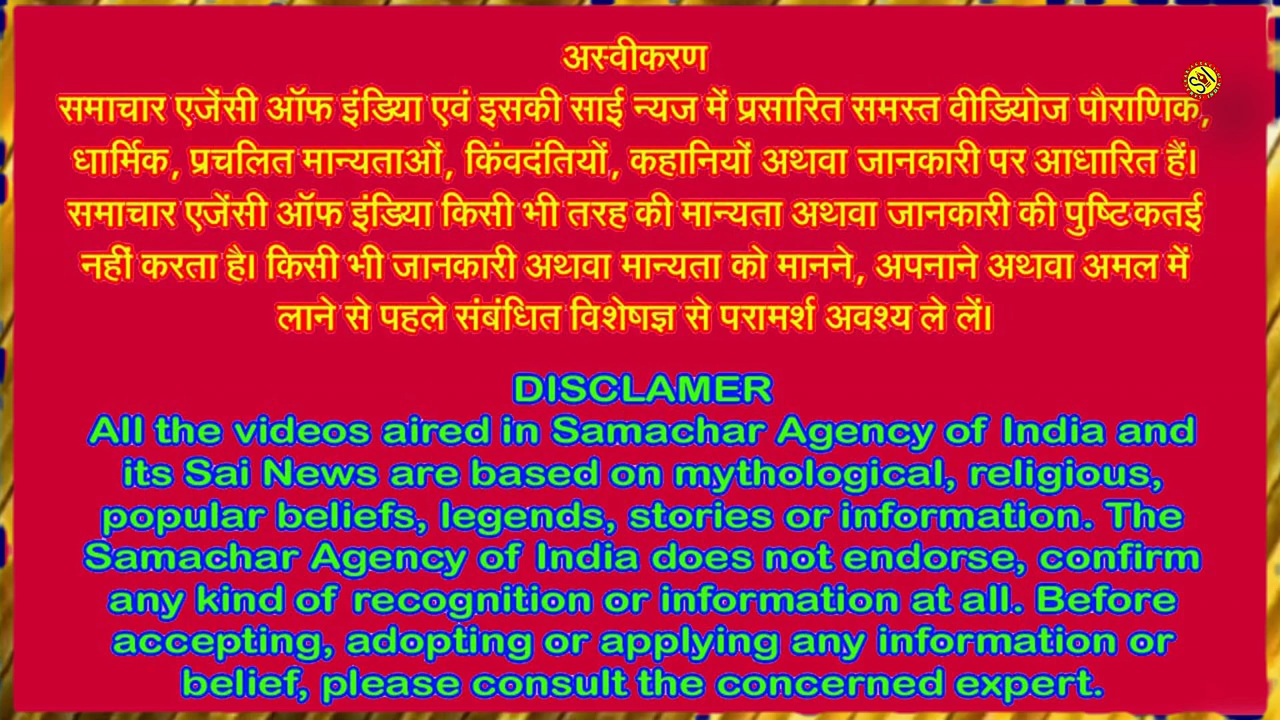 अस्वीकरण
SAI
समाचार एजेंसी ऑफ इंडिया एवं इसकी साई न्यज में प्रसारित समस्त वीडियोज पौराणिक,
धार्मिक, प्रचलित मान्यताओं, किंवदंतियों, कहानियों अथवा जानकारी पर आधारित हैं।
समाचार एजेंसी ऑफ इंडिया किसी भी तरह की मान्यता अथवा जानकारी की पुष्टि कतई
नहीं करता है। किसी भी जानकारी अथवा मान्यता को मानने, अपनाने अथवा अमल में
लाने से पहले संबंधित विशेषज्ञ से परामर्श अवश्य ले लें।
DISCLAMER
All the videos aired in Samachar Agency of India and
its Sai News are based on mythological, religious,
popular beliefs, legends, stories or information. The
Samachar Agency of India does not endorse, confirm
any kind of recognition or information at all. Before
accepting, adopting or applying any information or
belief, please consult the concerned expert.